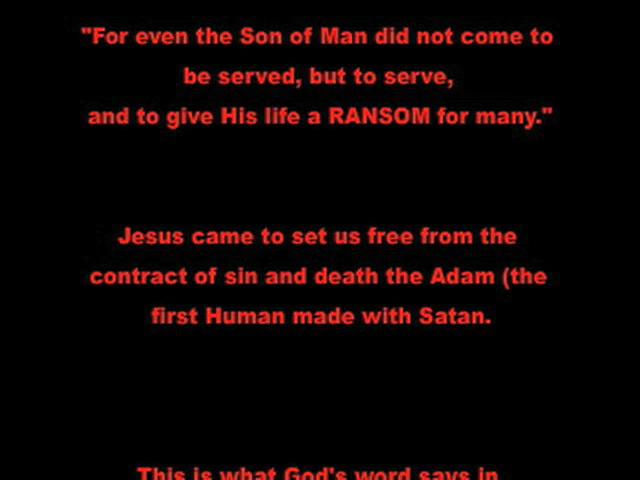 "For even the Son of Man did not come to
be served, but to serve,
and to give His life a RANSOM for many."
Jesus came to set us free from the
contract of sin and death the Adam (the
first Human made with Satan.
This is what God's word says in